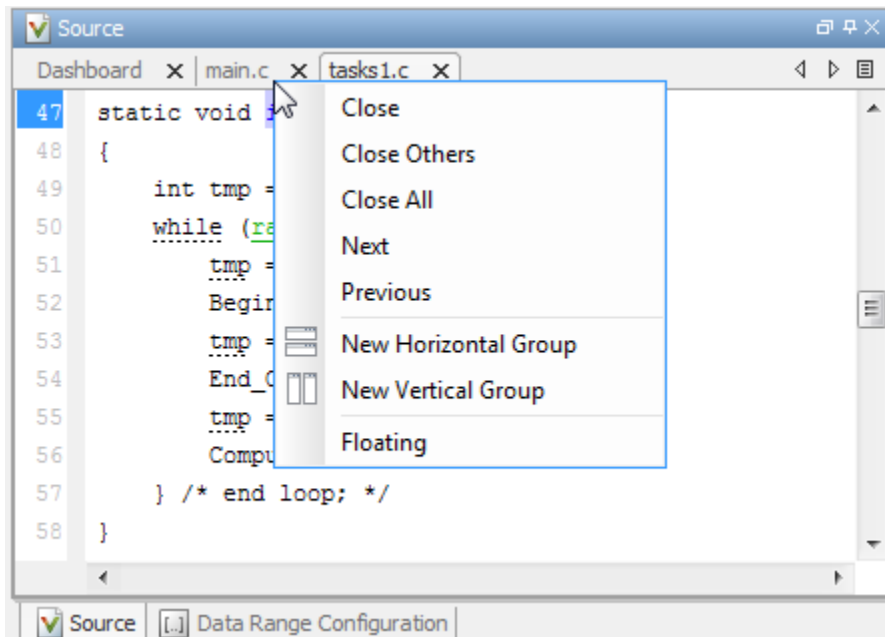 Source
Dashboard main.c tasks1.c
47 static void
Close
48 {
Close Others
49 int tmp =
Close All
50 while (ra
Next
51 tmp =
Previous
52 Begin
53 tmp =
New Horizontal Group
54 End_C
New Vertical Group
55 tmp =
Floating
56 Compu
57 } /* end loop; */
58 }
Source [..] Data Range Configuration